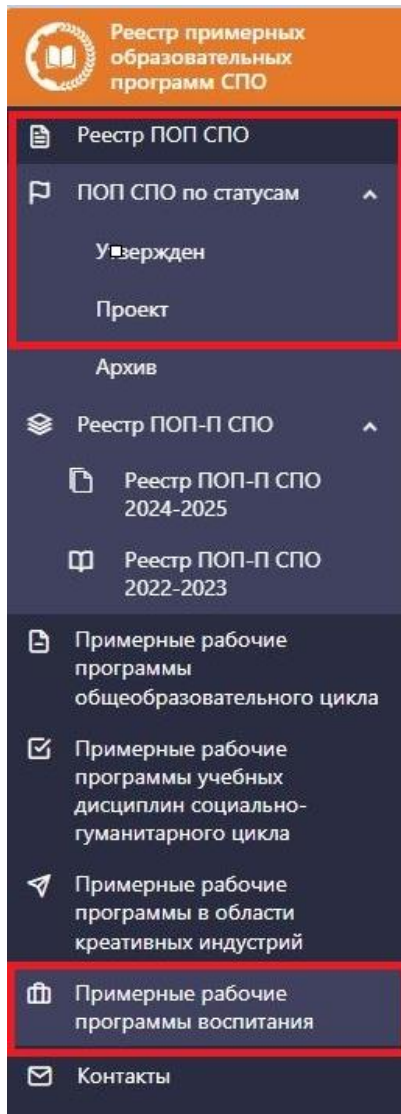 Реестр примерных
образовательных
программ СПО
Реестр ПОП СПО
ПОП СПО по статусам
Утвержден
Проект
Архив
Реестр ПОП-П СПО
Реестр ПОП-П СПО
2024-2025
Реестр ПОП-П СПО
2022-2023
Примерные рабочие
программы
общеобразовательного цикла
Примерные рабочие
программы учебных
дисциплин социально-
гуманитарного цикла
Примерные рабочие
программы в области
креативных индустрий
Примерные рабочие
программы воспитания
Контакты